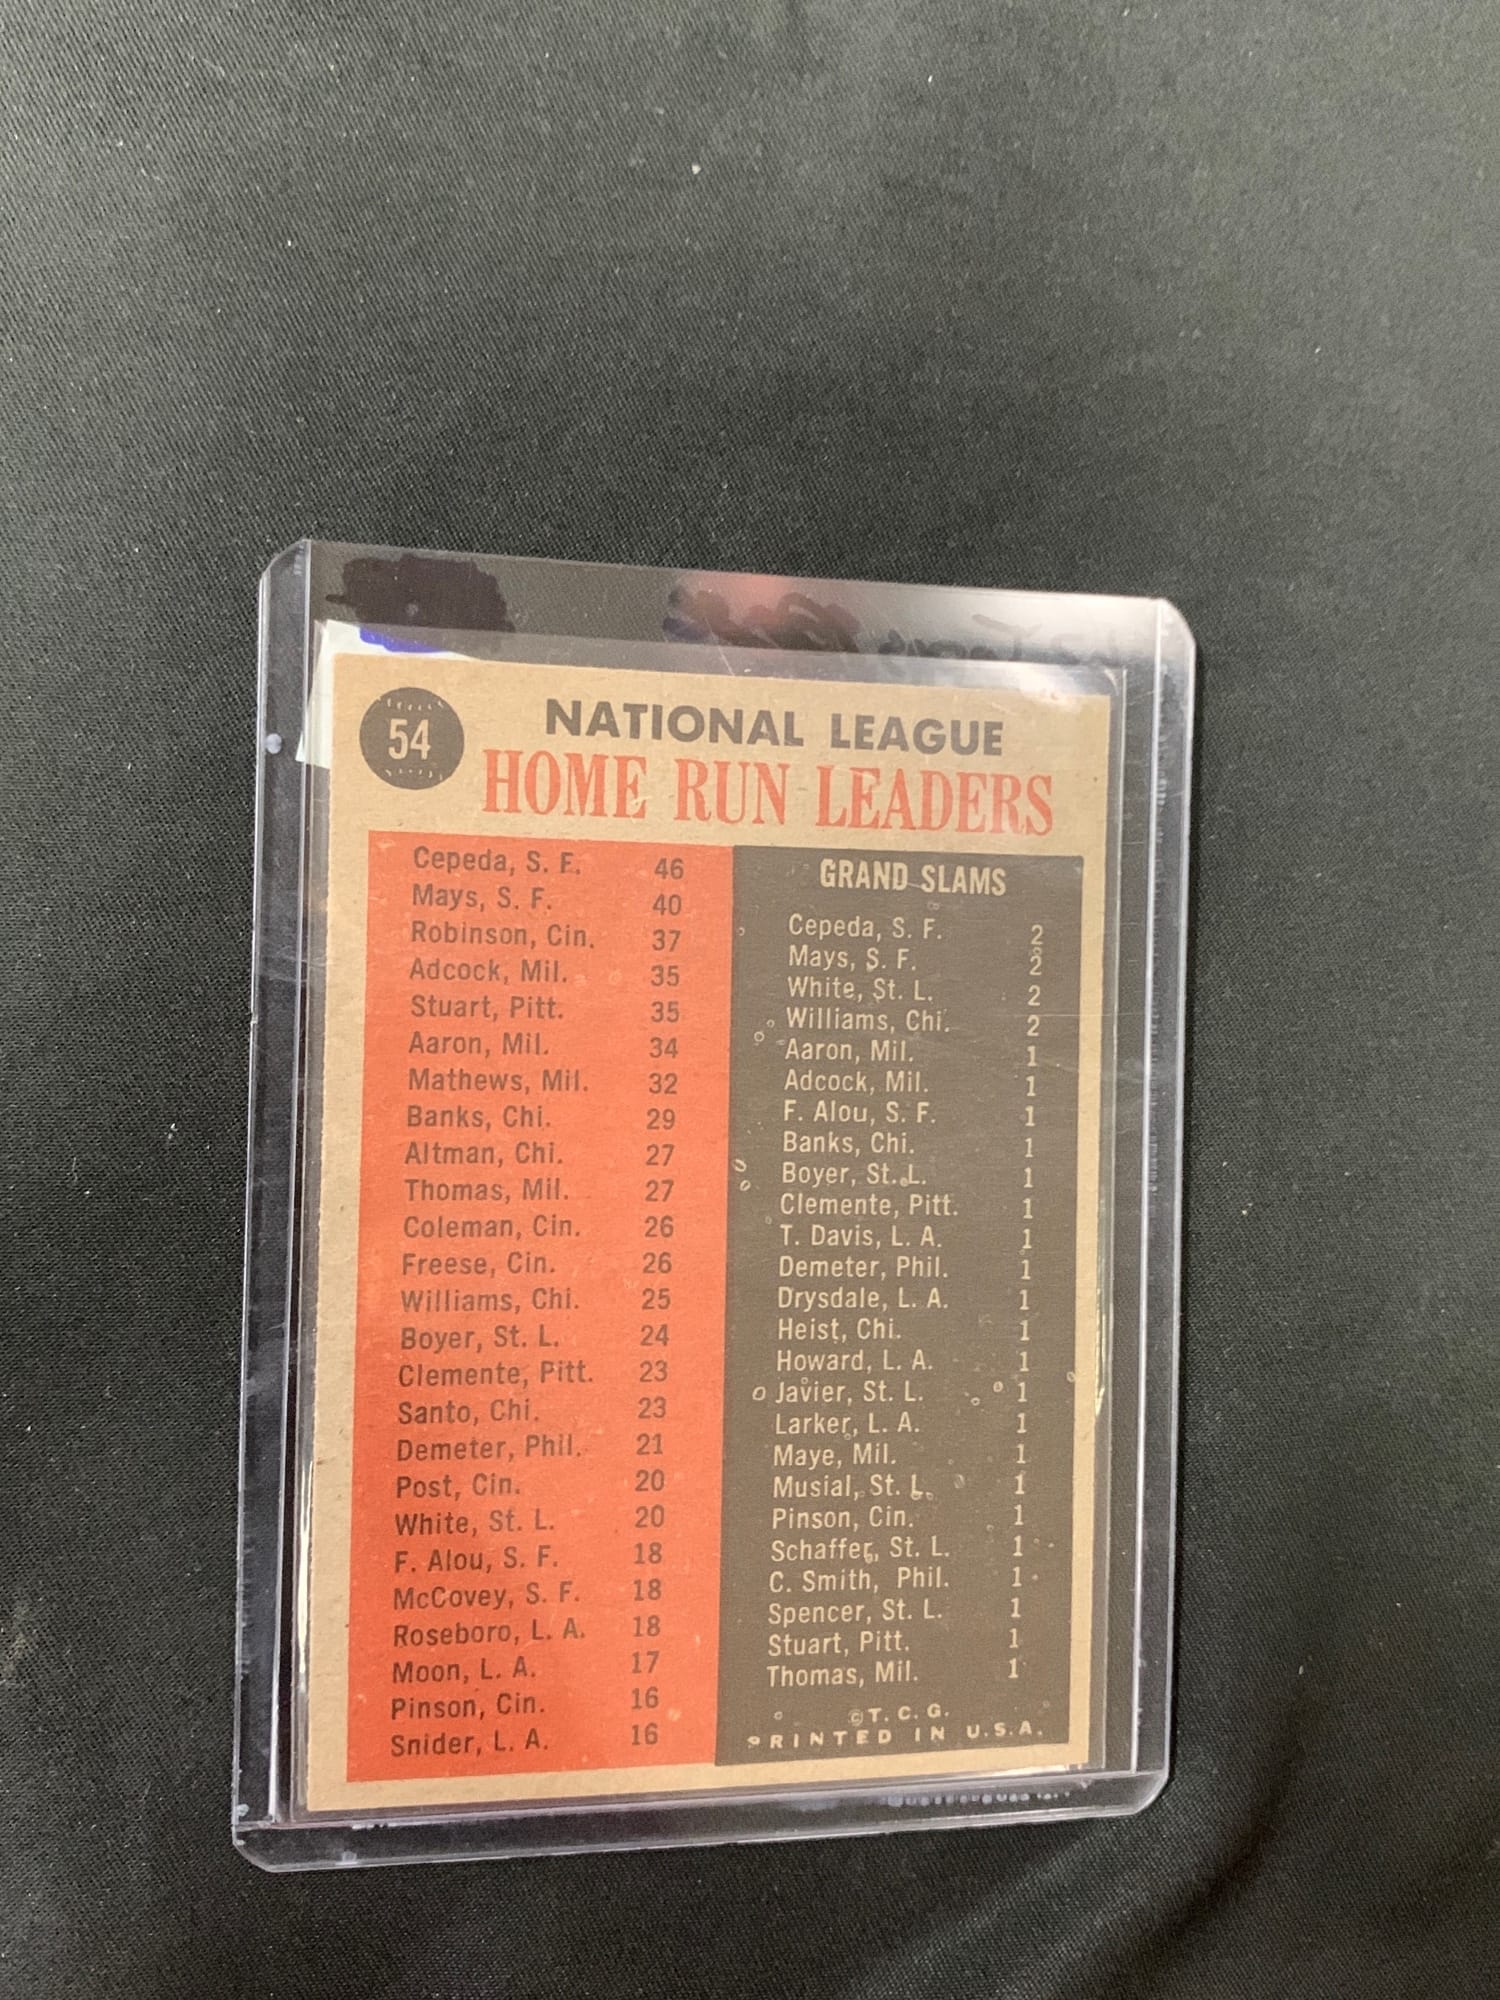 54
NATIONAL LEAGUE
HOME RUN LEADERS
Cepeda, S. F. 46
Mays, S. F. 40
Robinson, Cin. 37
Adcock, Mil. 35
Stuart, Pitt. 35
Aaron, Mil. 34
Mathews, Mil. 32
Banks, Chi. 29
Altman, Chi. 27
Thomas, Mil. 27
Coleman, Cin. 26
Freese, Cin. 26
Williams, Chi. 25
Boyer, St. L. 24
Clemente, Pitt. 23
Santo, Chi. 23
Demeter, Phil. 21
Post, Cin. 20
White, St. L. 20
F. Alou, S. F. 18
McCovey, S. F. 18
Roseboro, L. A. 18
Moon, L. A. 17
Pinson, Cin. 16
Snider, L. A. 16
GRAND SLAMS
Cepeda, S. F. 2
Mays, S. F. 2
White, St. L. 2
Williams, Chi. 2
Aaron, Mil. 1
Adcock, Mil. 1
F. Alou, S. F. 1
Banks, Chi. 1
Boyer, St. L. 1
Clemente, Pitt. 1
T. Davis, L. A. 1
Demeter, Phil. 1
Drysdale, L. A. 1
Heist, Chi. 1
Howard, L. A. 1
Javier, St. L. 1
Larker, L. A. 1
Maye, Mil. 1
Musial, St. L. 1
Pinson, Cin. 1
Schaffer, St. L. 1
C. Smith, Phil. 1
Spencer, St. L. 1
Stuart, Pitt. 1
Thomas, Mil. 1
©T. C. G.
PRINTED IN U.S.A.